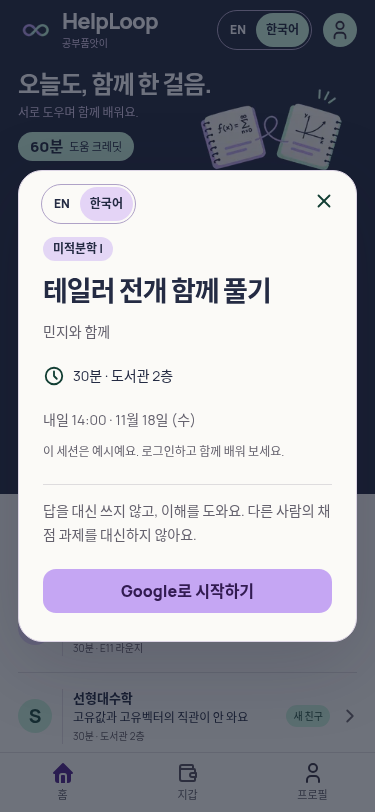 HelpLoop
공부품앗이
EN 한국어
오늘도, 함께 한 걸음.
서로 도우며 함께 배워요.
60분 도움 크레딧
EN 한국어
미적분학 I
테일러 전개 함께 풀기
민지와 함께
30분 · 도서관 2층
내일 14:00 · 11월 18일 (수)
이 세션은 예시예요. 로그인하고 함께 배워 보세요.
답을 대신 쓰지 않고, 이해를 도와요. 다른 사람의 채
점 과제를 대신하지 않아요.
Google로 시작하기
30분 · E11 라운지
S
선형대수학
고유값과 고유벡터의 직관이 안 와요
30분 · 도서관 2층
새 친구
홈
지갑
프로필